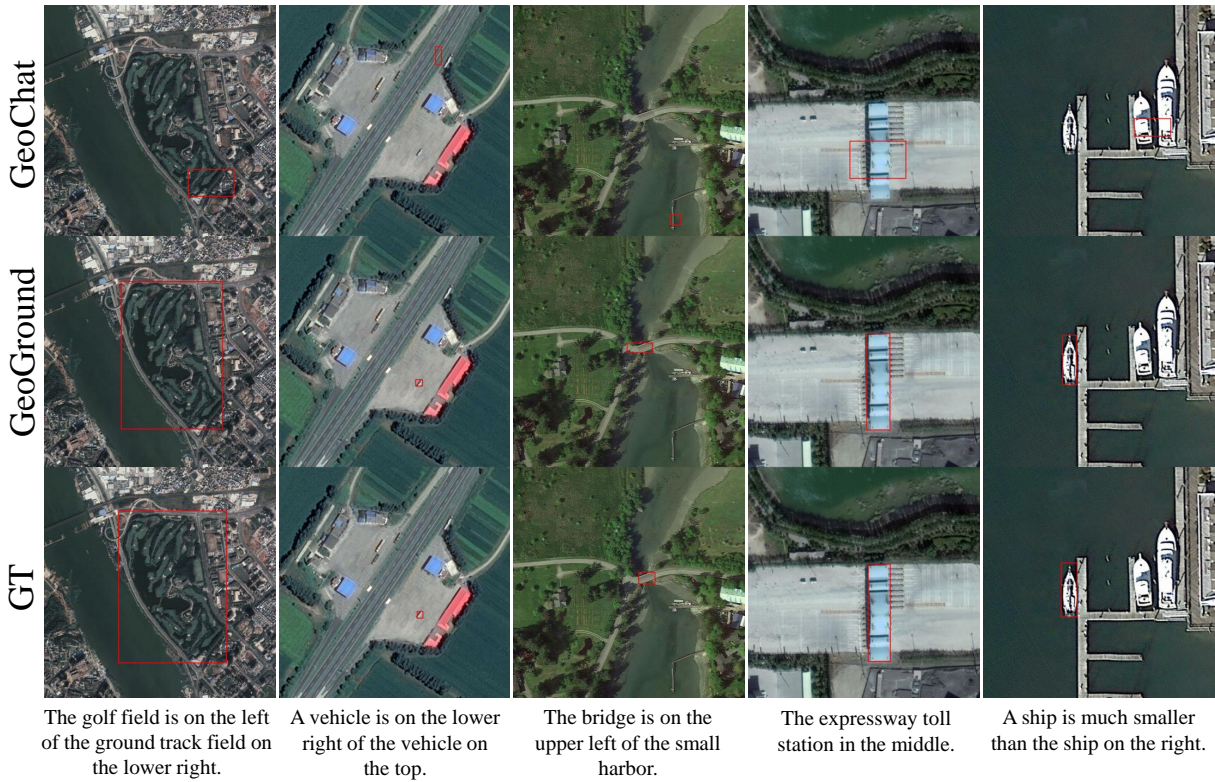 GeoChat
GeoGround
GT
The golf field is on the left
of the ground track field on
the lower right.
A vehicle is on the lower
right of the vehicle on
the top.
The bridge is on the
upper left of the small
harbor.
The expressway toll
station in the middle.
A ship is much smaller
than the ship on the right.